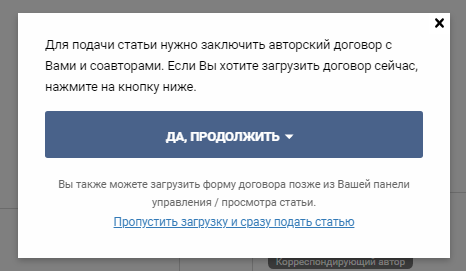 Для подачи статьи нужно заключить авторский договор с
Вами и соавторами. Если Вы хотите загрузить договор сейчас,
нажмите на кнопку ниже.
ДА, ПРОДОЛЖИТЬ
Вы также можете загрузить форму договора позже из Вашей панели
управления / просмотра статьи.
Пропустить загрузку и сразу подать статью
Корреспондирующий автор